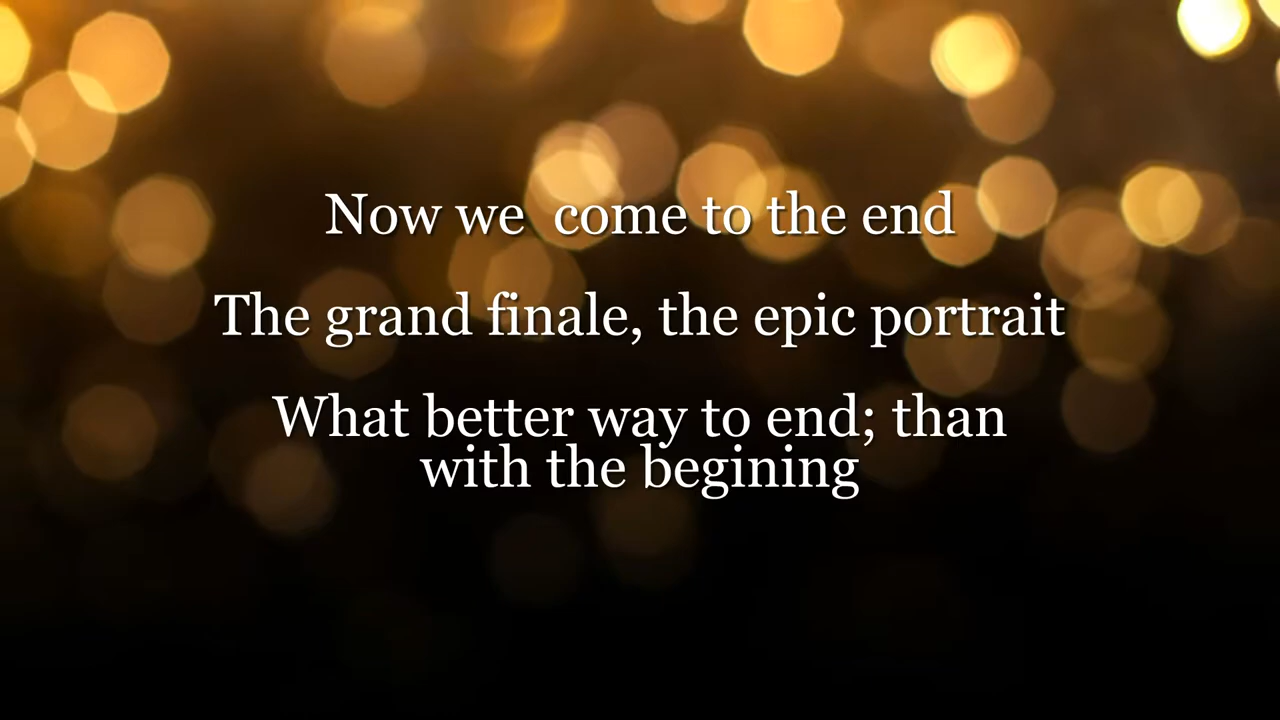 Now we  come to the end
The grand finale, the epic portrait
What better way to end; than
with the begining